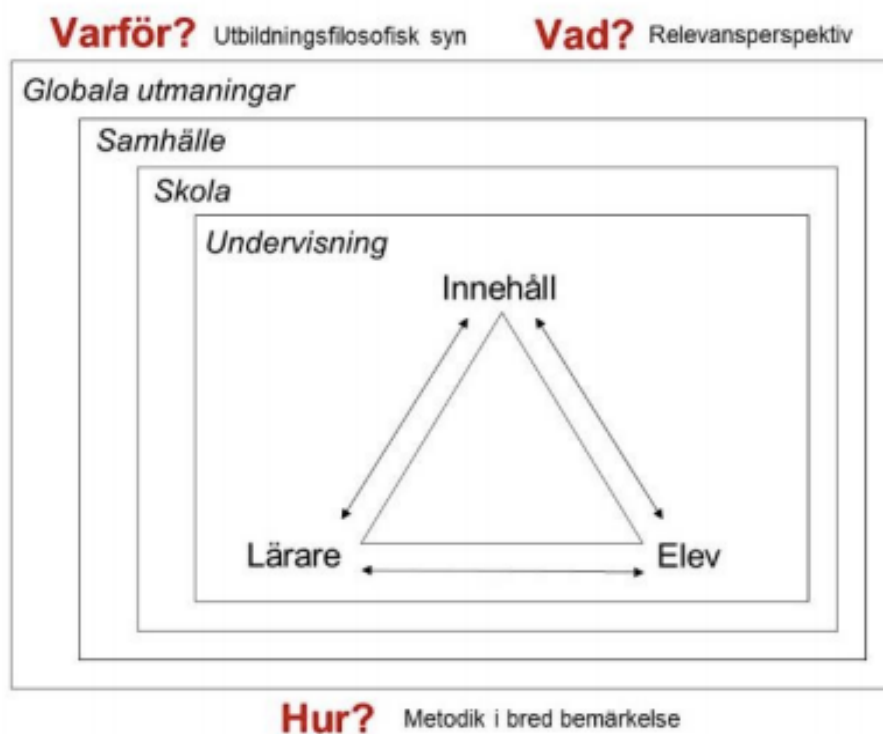 Varför? Utbildningsfilosofisk syn Vad? Relevansperspektiv
Globala utmaningar
Samhälle
Skola
Undervisning
Innehåll
Lärare Elev
Hur? Metodik i bred bemärkelse